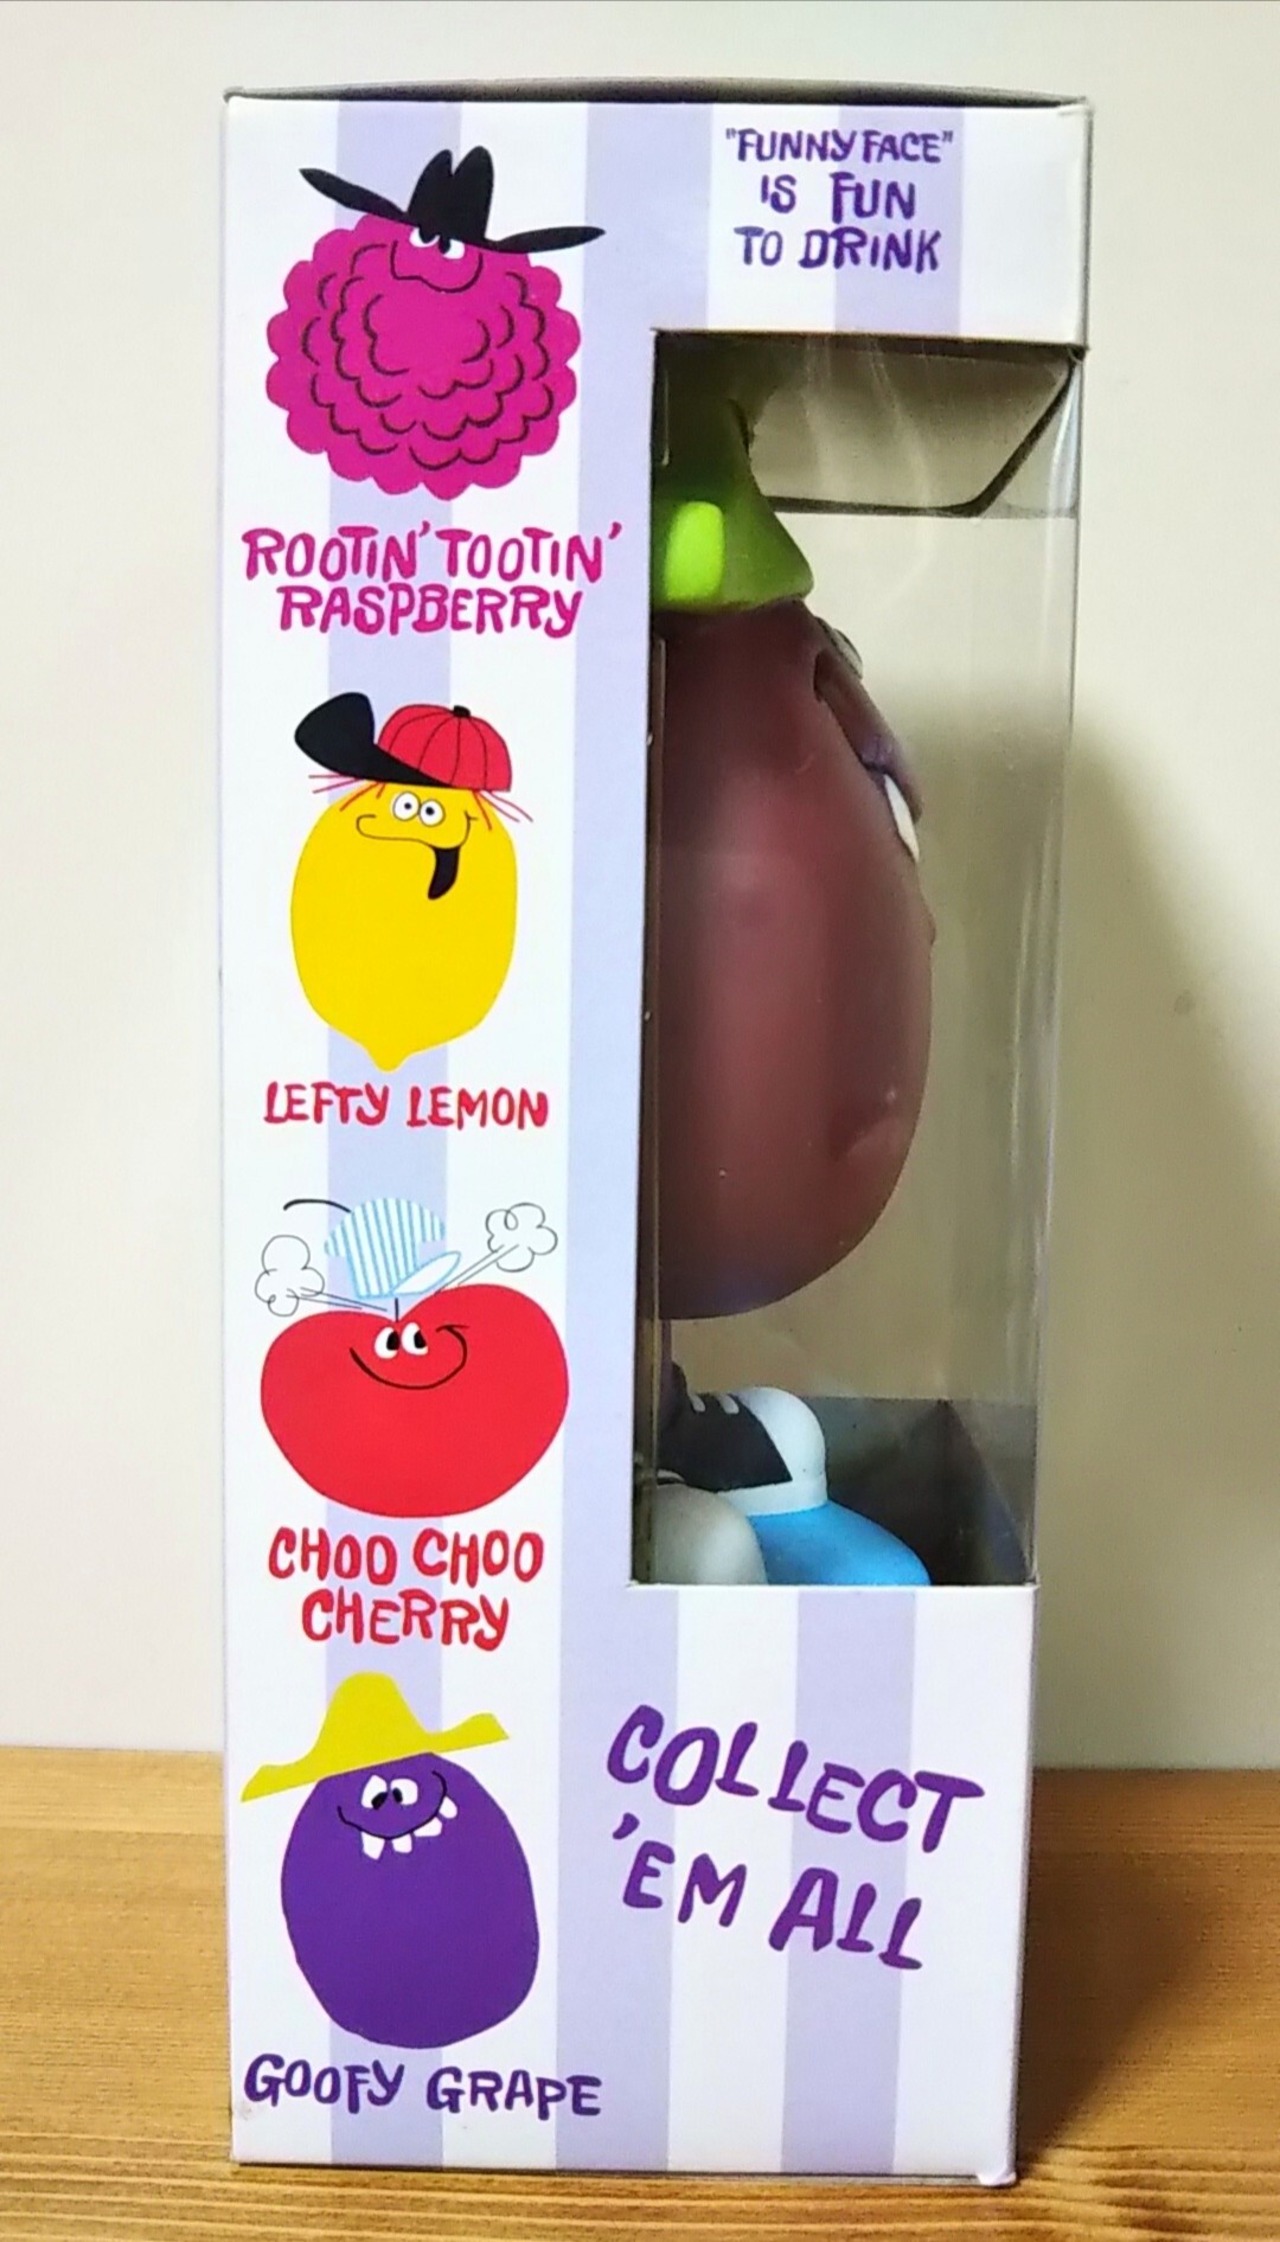 "FUNNY FACE"
IS FUN
TO DRINK
ROOTIN' TOOTIN'
RASPBERRY
LEFTY LEMON
CHOO CHOO
CHERRY
GOOFY GRAPE
COLLECT
'EM ALL